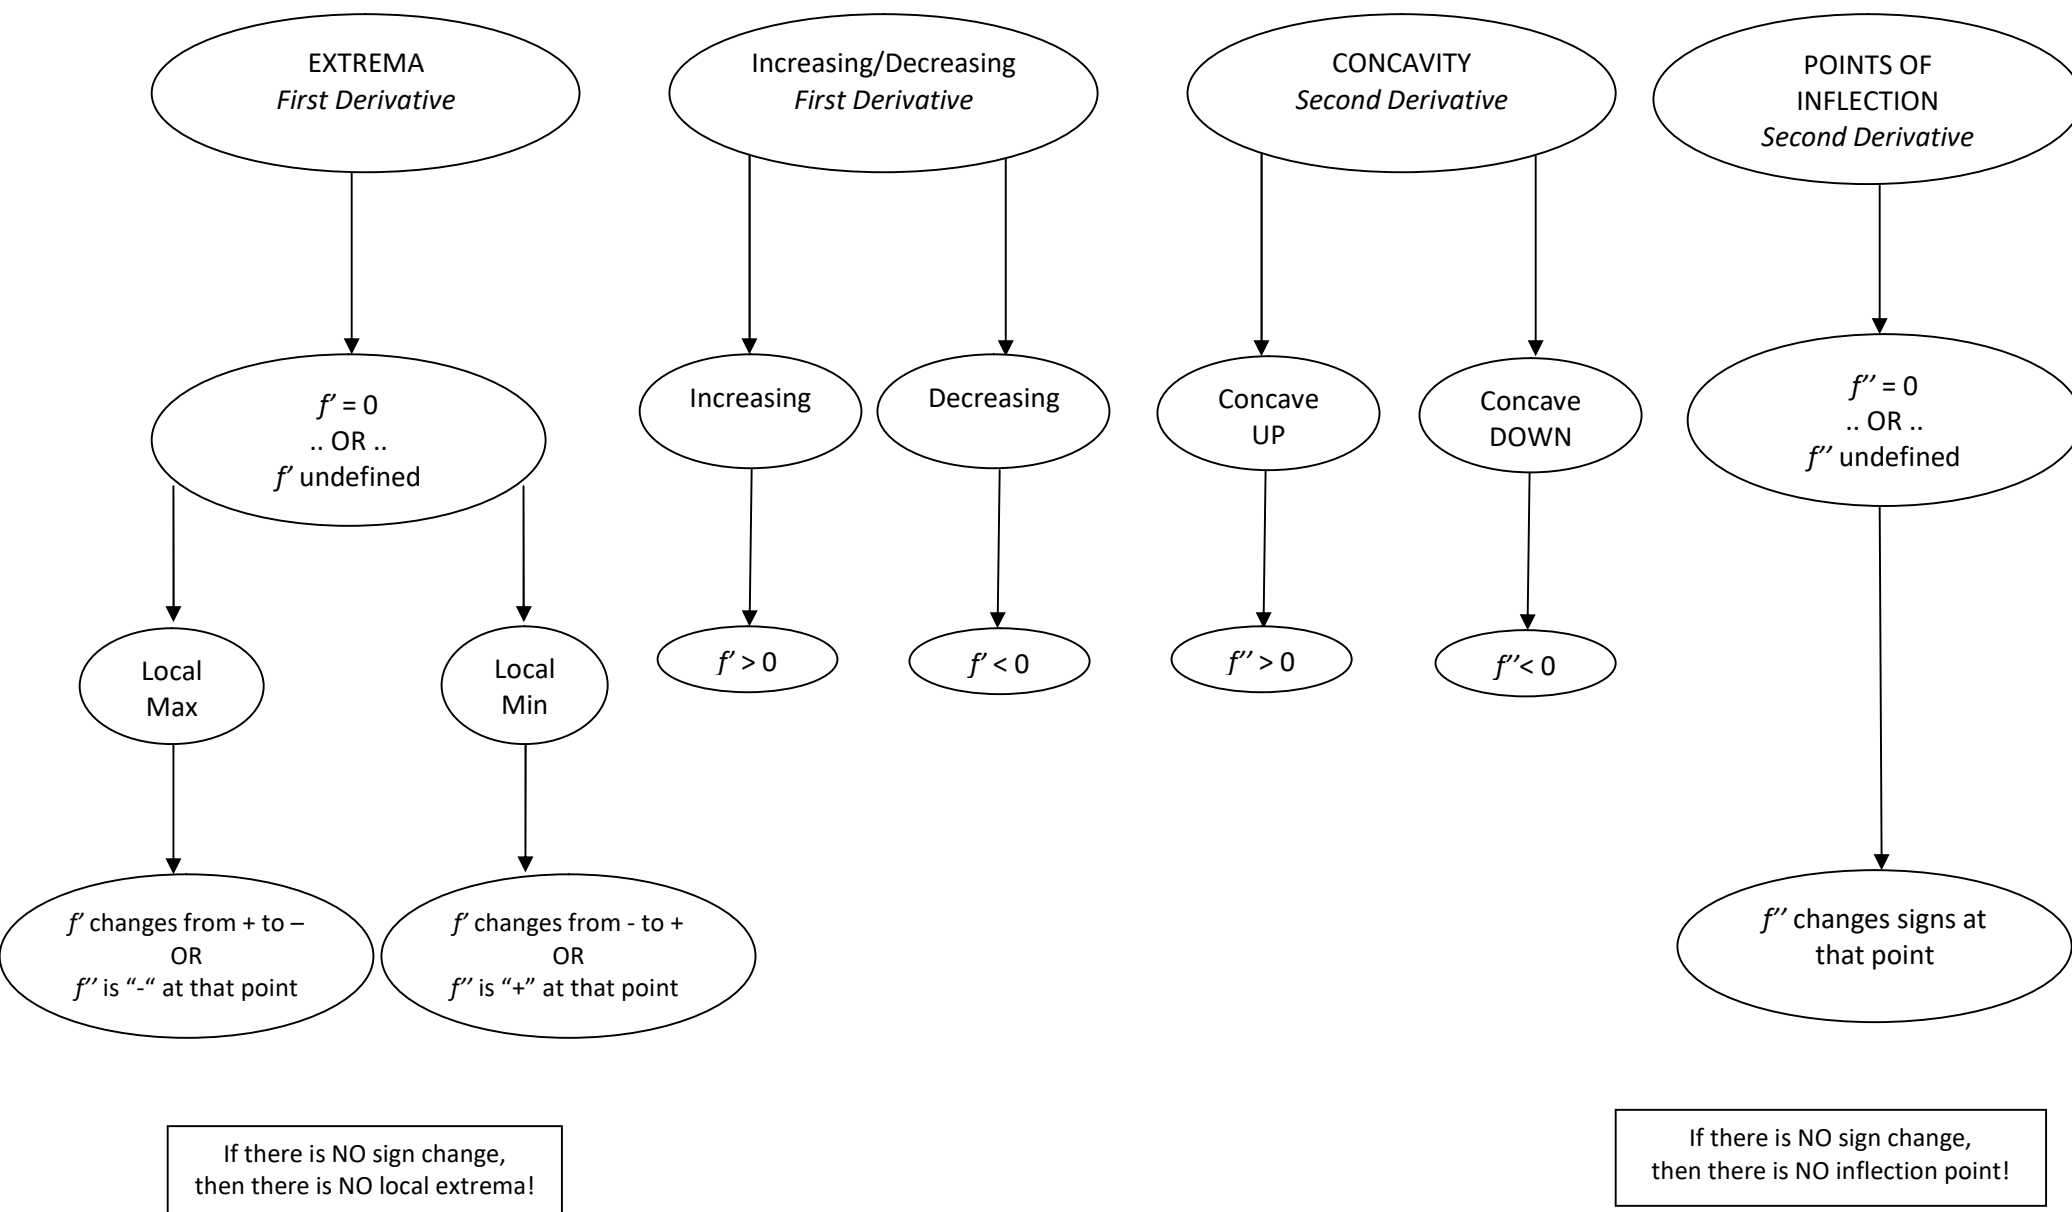 EXTREMA
First Derivative
Increasing/Decreasing
First Derivative
CONCAVITY
Second Derivative
POINTS OF
INFLECTION
Second Derivative
f’ = 0
.. OR ..
f’ undefined
Increasing
Decreasing
Concave
UP
Concave
DOWN
f’’ = 0
.. OR ..
f’’ undefined
Local
Max
Local
Min
f’ > 0
f’ < 0
f’’ > 0
f’’< 0
f’ changes from + to –
OR
f’’ is “-“ at that point
f’ changes from - to +
OR
f’’ is “+” at that point
f’’ changes signs at
that point
If there is NO sign change,
then there is NO local extrema!
If there is NO sign change,
then there is NO inflection point!